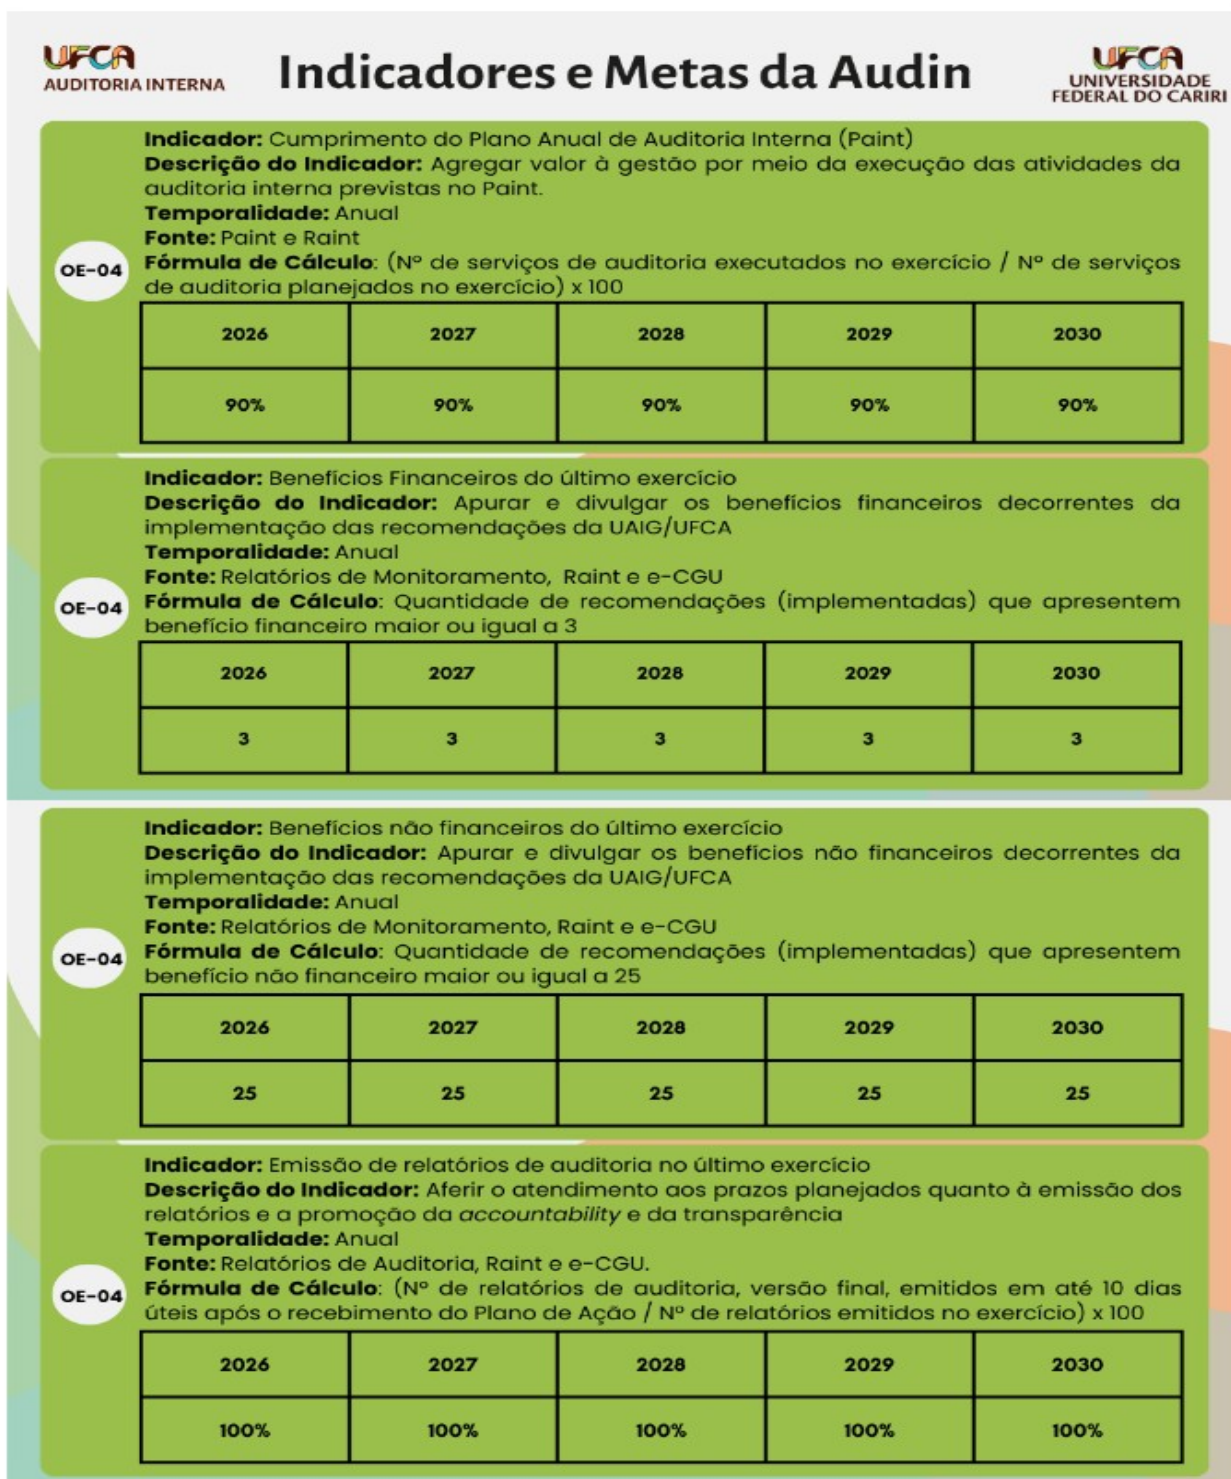 UFCA
AUDITORIA INTERNA
Indicadores e Metas da Audin
UFCA
UNIVERSIDADE
FEDERAL DO CARIRI
Indicador: Cumprimento do Plano Anual de Auditoria Interna (Paint)
Descrição do Indicador: Agregar valor à gestão por meio da execução das atividades da
auditoria interna previstas no Paint.
Temporalidade: Anual
Fonte: Paint e Raint
OE-04
Fórmula de Cálculo: (Nº de serviços de auditoria executados no exercício / Nº de serviços
de auditoria planejados no exercício) x 100
2026 2027 2028 2029 2030
90% 90% 90% 90% 90%
Indicador: Benefícios Financeiros do último exercício
Descrição do Indicador: Apurar e divulgar os benefícios financeiros decorrentes da
implementação das recomendações da UAIG/UFCA
Temporalidade: Anual
Fonte: Relatórios de Monitoramento, Raint e e-CGU
OE-04
Fórmula de Cálculo: Quantidade de recomendações (implementadas) que apresentem
benefício financeiro maior ou igual a 3
2026 2027 2028 2029 2030
3 3 3 3 3
Indicador: Benefícios não financeiros do último exercício
Descrição do Indicador: Apurar e divulgar os benefícios não financeiros decorrentes da
implementação das recomendações da UAIG/UFCA
Temporalidade: Anual
Fonte: Relatórios de Monitoramento, Raint e e-CGU
OE-04
Fórmula de Cálculo: Quantidade de recomendações (implementadas) que apresentem
benefício não financeiro maior ou igual a 25
2026 2027 2028 2029 2030
25 25 25 25 25
Indicador: Emissão de relatórios de auditoria no último exercício
Descrição do Indicador: Aferir o atendimento aos prazos planejados quanto à emissão dos
relatórios e a promoção da accountability e da transparência
Temporalidade: Anual
Fonte: Relatórios de Auditoria, Raint e e-CGU.
OE-04
Fórmula de Cálculo: (Nº de relatórios de auditoria, versão final, emitidos em até 10 dias
úteis após o recebimento do Plano de Ação / Nº de relatórios emitidos no exercício) x 100
2026 2027 2028 2029 2030
100% 100% 100% 100% 100%